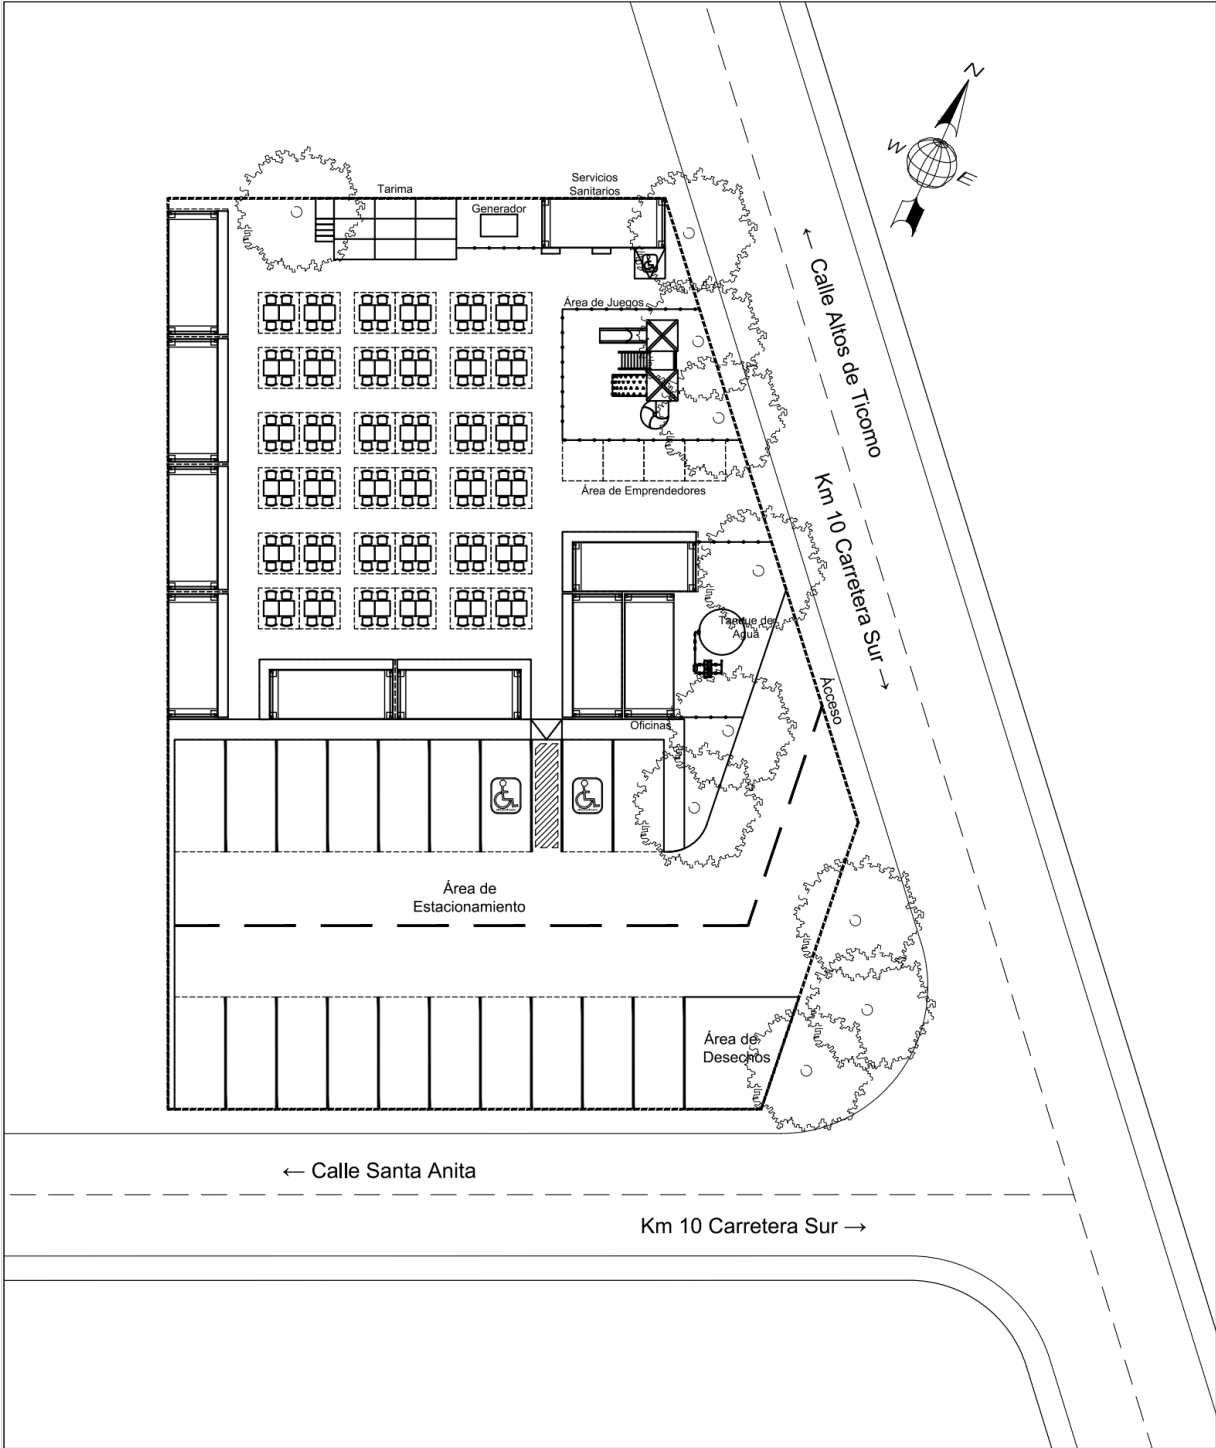 N
W
E
Tarima
Servicios
Sanitarios
Generador
← Calle Altos de Ticomo
Área de Juegos
Área de Emprendedores
Km 10 Carretera Sur →
Tanque de
Agua
Ácceso
Oficinas
Área de
Estacionamiento
Área de
Desechos
← Calle Santa Anita
Km 10 Carretera Sur →